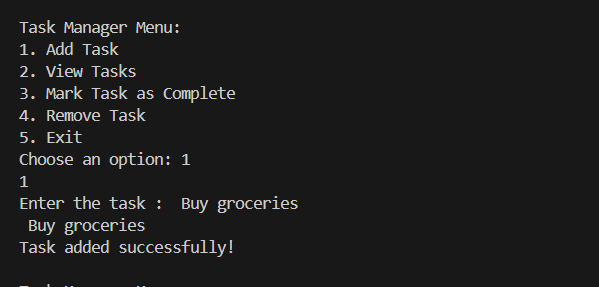 Task Manager Menu:
1. Add Task
2. View Tasks
3. Mark Task as Complete
4. Remove Task
5. Exit
Choose an option: 1
1
Enter the task :  Buy groceries
 Buy groceries
Task added successfully!